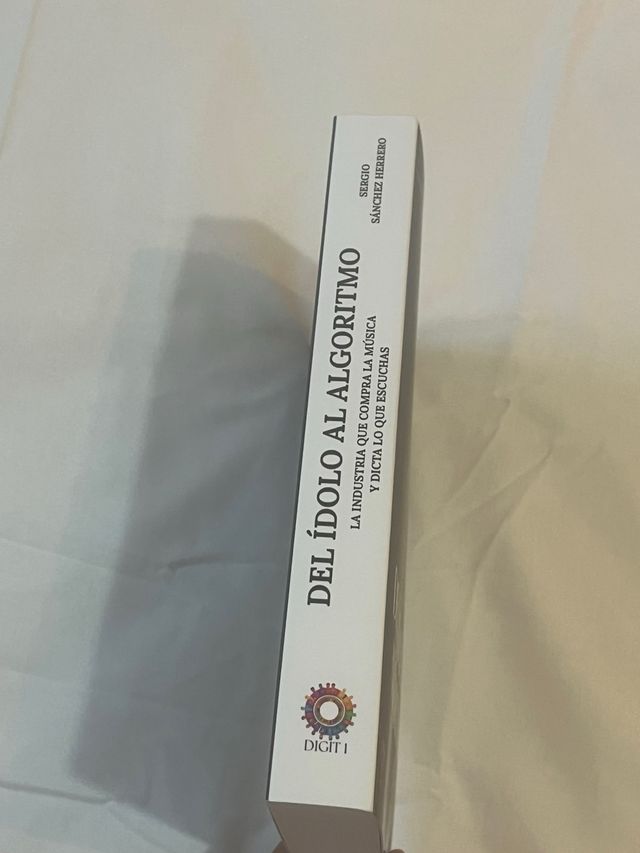 SERGIO
SÁNCHEZ HERRERO
DEL ÍDOLO AL ALGORITMO
LA INDUSTRIA QUE COMPRA LA MÚSICA
Y DICTA LO QUE ESCUCHAS
DIGIT I